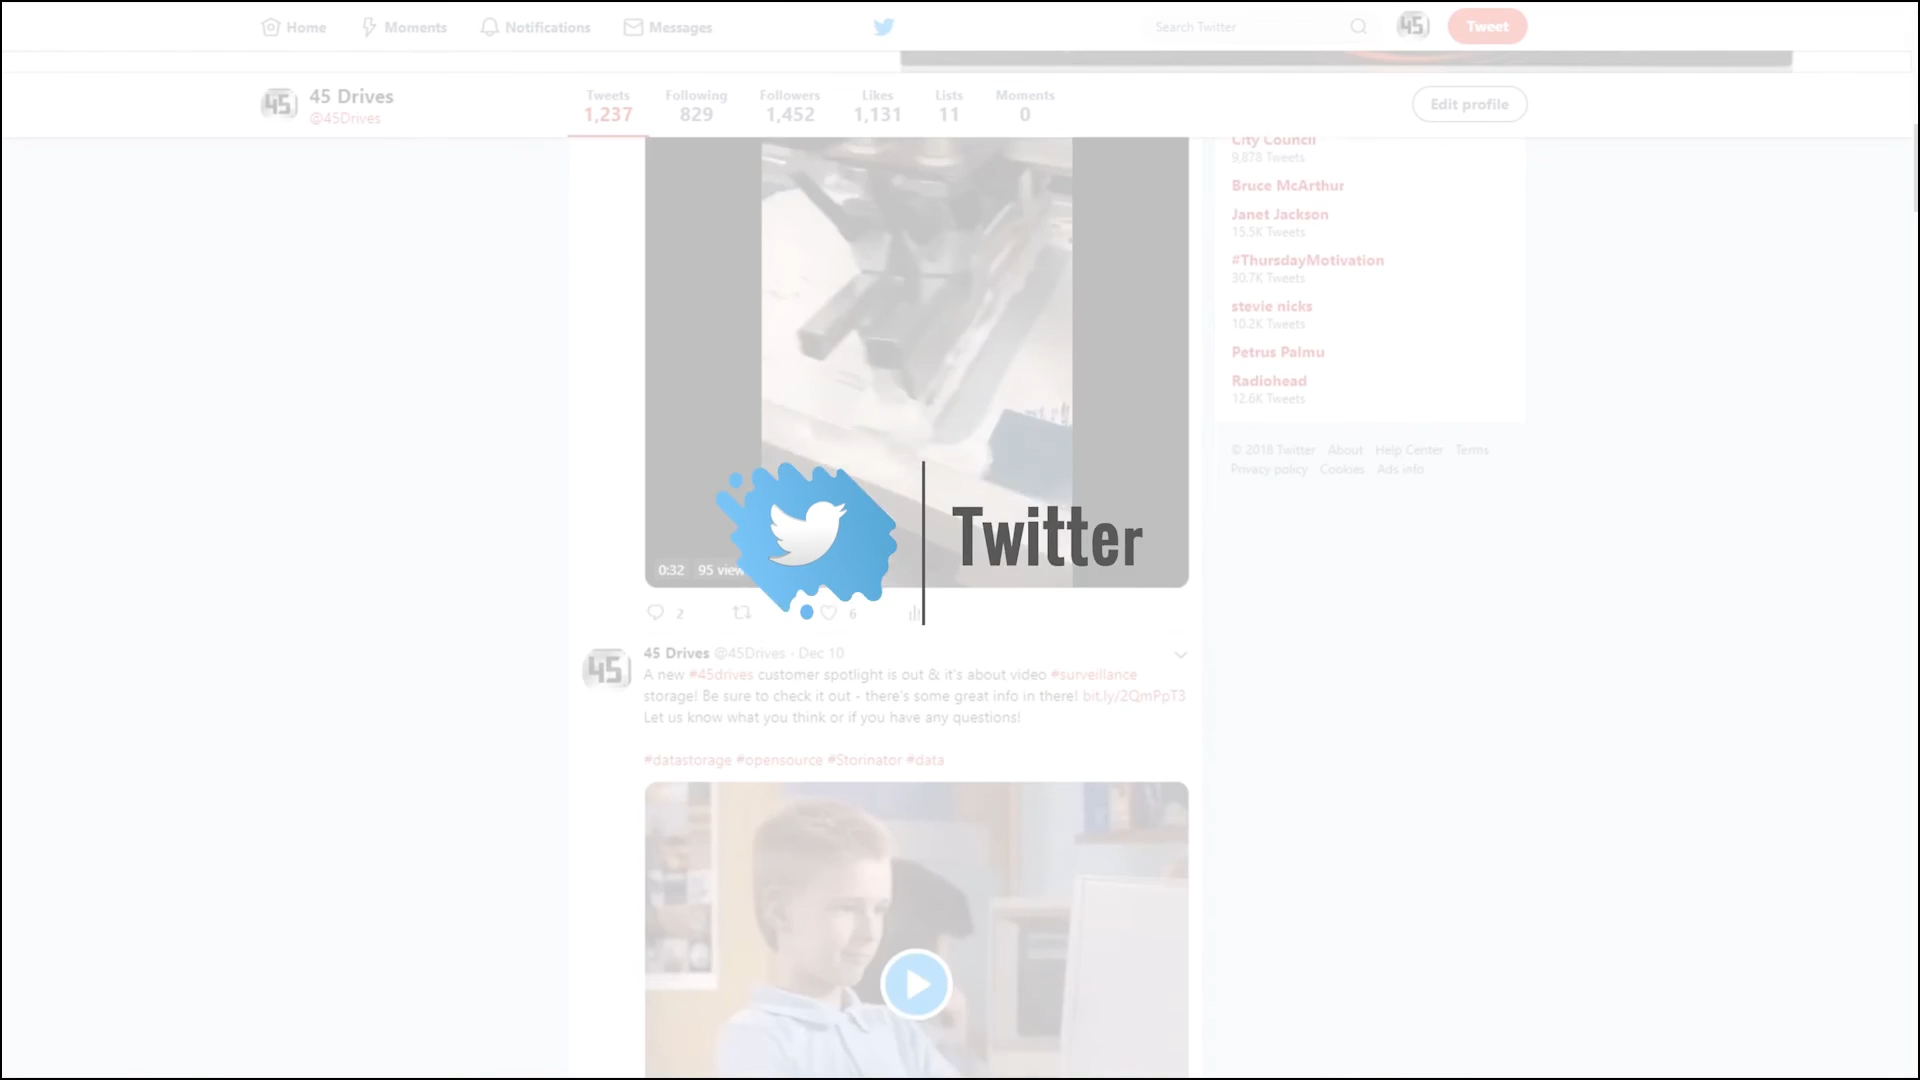 Home
Moments
Notifications
Messages
Search Twitter
45
Tweet
45
45 Drives
@45Drives
Tweets
1,237
Following
829
Followers
1,452
Likes
1,131
Lists
11
Moments
0
Edit profile
City Council
9,878 Tweets
Bruce McArthur
Janet Jackson
15.5K Tweets
#ThursdayMotivation
30.7K Tweets
stevie nicks
10.2K Tweets
Petrus Palmu
Radiohead
12.6K Tweets
© 2018 Twitter About Help Center Terms
Privacy policy Cookies Ads info
Twitter
0:32 95 view
2
6
45
45 Drives @45Drives · Dec 10
A new #45drives customer spotlight is out & it's about video #surveillance
storage! Be sure to check it out - there's some great info in there! bit.ly/2QmPpT3
Let us know what you think or if you have any questions!
#datastorage #opensource #Storinator #data